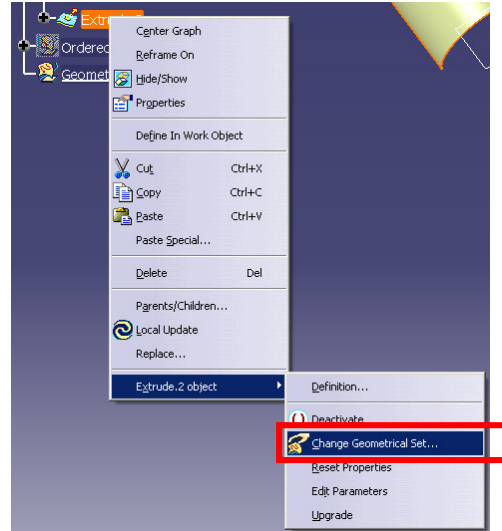 Extrude.2
Center Graph
Ordered
Reframe On
Geomet
Hide/Show
Properties
Define In Work Object
Cut Ctrl+X
Copy Ctrl+C
Paste Ctrl+V
Paste Special...
Delete Del
Parents/Children...
Local Update
Replace...
Extrude.2 object
Definition...
Deactivate
Change Geometrical Set...
Reset Properties
Edit Parameters
Upgrade